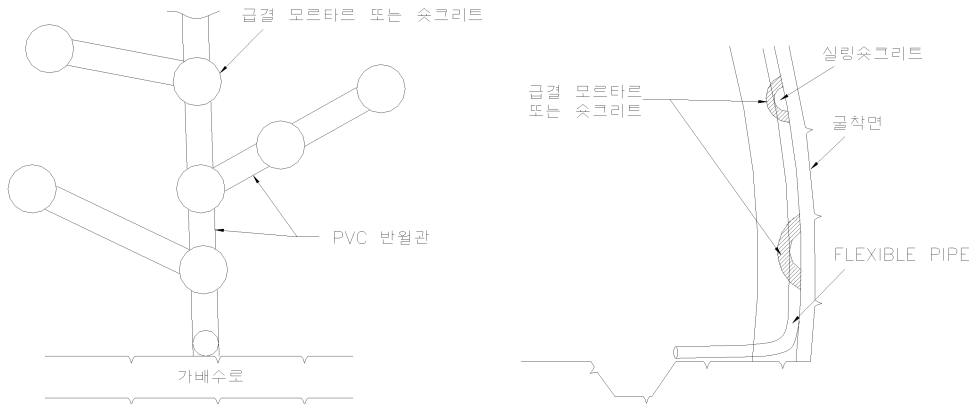 급결 모르타르 또는 숏크리트
PVC 반월관
가배수로
실링숏크리트
급결 모르타르
또는 숏크리트
굴착면
FLEXIBLE PIPE